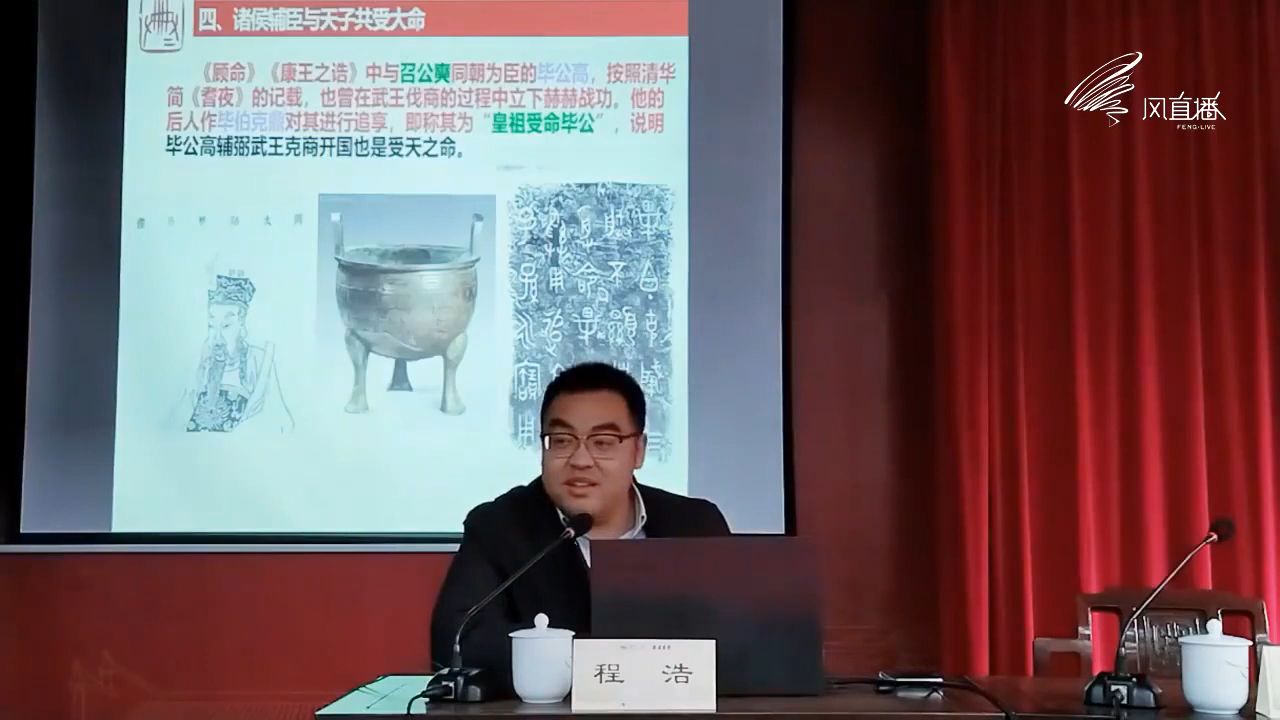 四、诸侯辅臣与天子共受大命
《顾命》《康王之诰》中与召公奭同朝为臣的毕公高，按照清华
简《耆夜》的记载，也曾在武王伐商的过程中立下赫赫战功。他的
后人作毕伯克鼎对其进行追享，即称其为“皇祖受命毕公”，说明
毕公高辅弼武王克商开国也是受天之命。
风直播
FENG·LIVE
程 浩